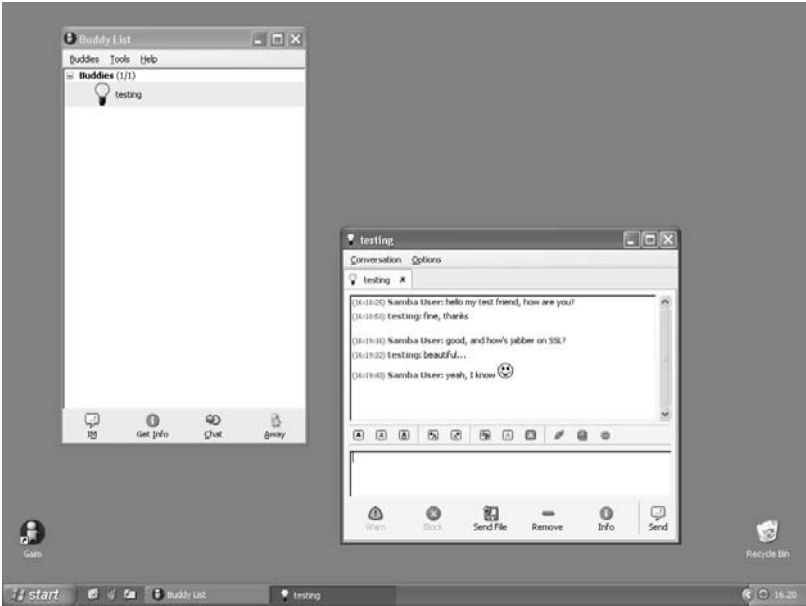 Buddy List
Buddies Tools Help
Buddies (1/1)
testing
IM Get Info Chat Away
testing
Conversation Options
testing
(16:18:25) Samba User: hello my test friend, how are you?
(16:18:50) testing: fine, thanks
(16:19:16) Samba User: good, and how's jabber on SSL?
(16:19:32) testing: beautiful...
(16:19:40) Samba User: yeah, I know
Warn Block Send File Remove Info Send
Gaim
Recycle Bin
start Buddy List testing 16.20